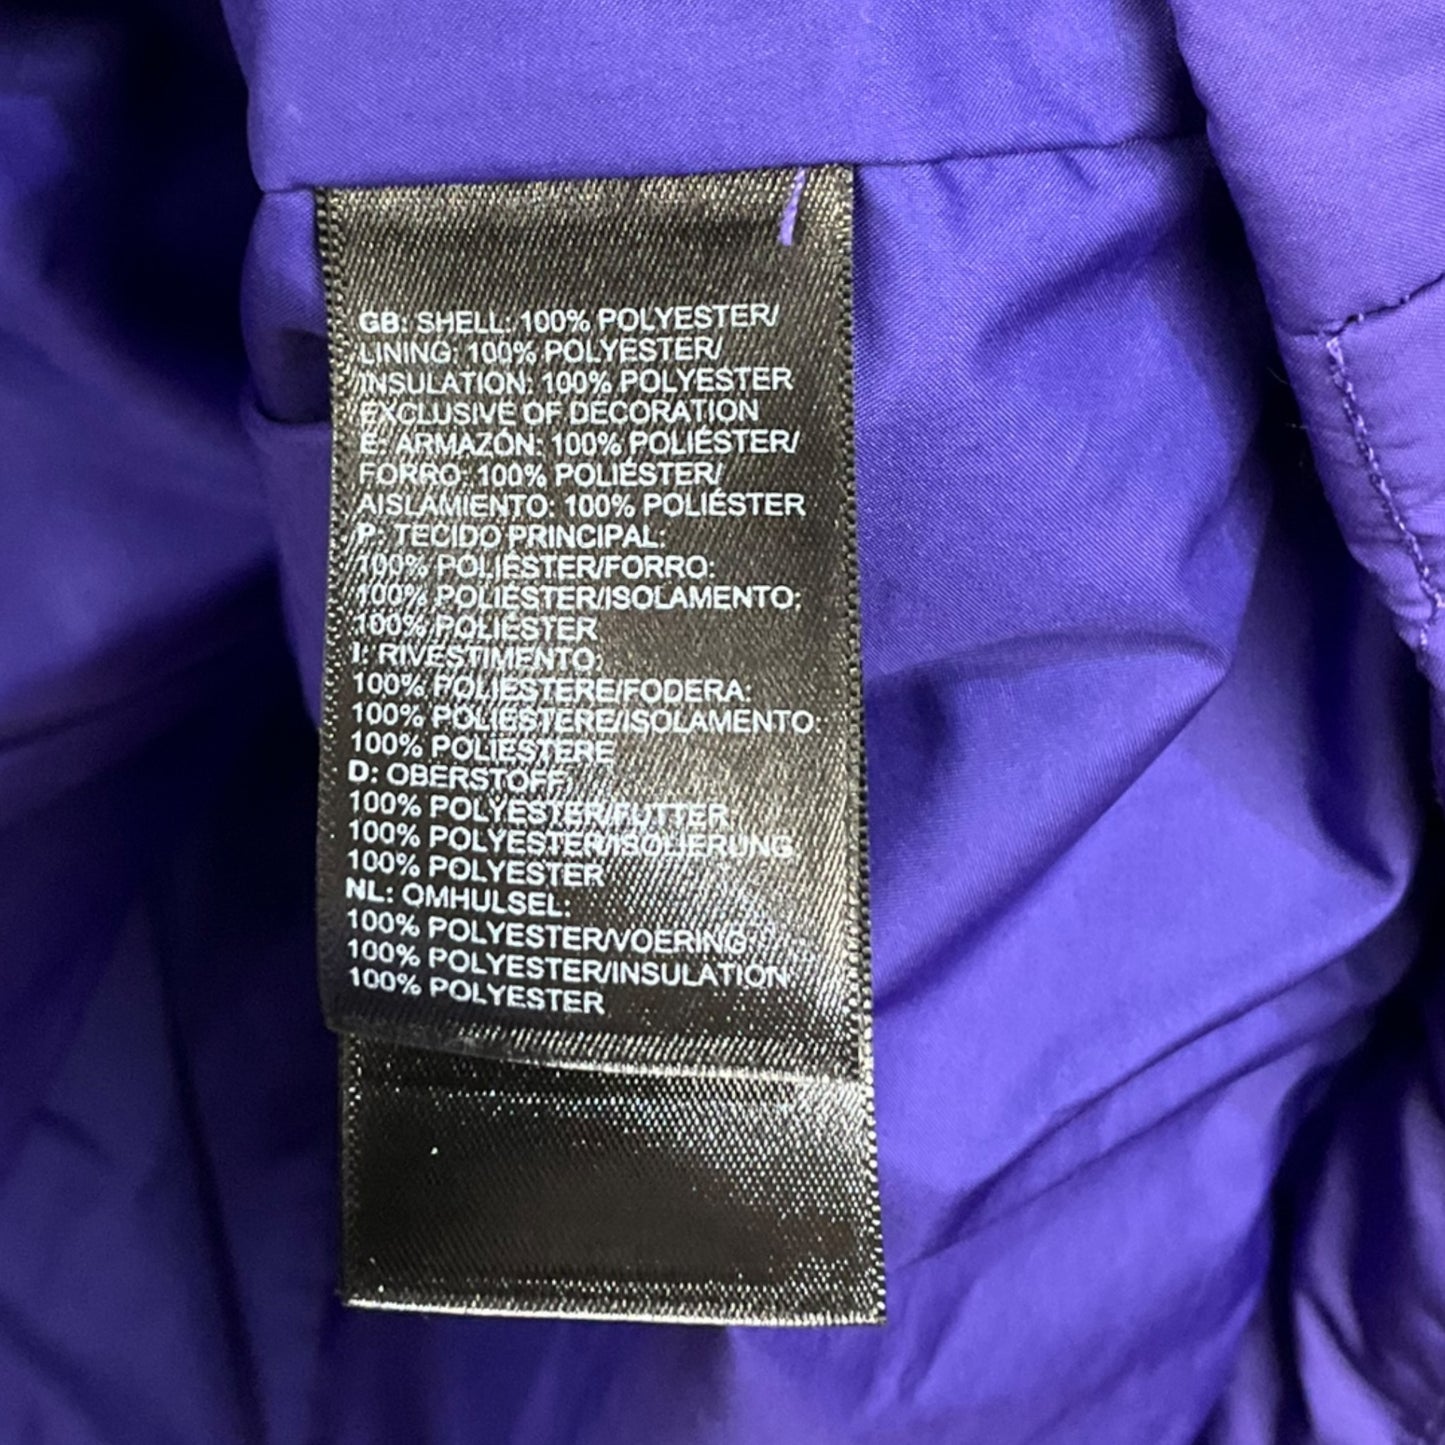 GB: SHELL: 100% POLYESTER/
LINING: 100% POLYESTER/
INSULATION: 100% POLYESTER
EXCLUSIVE OF DECORATION
E: ARMAZÓN: 100% POLIÉSTER/
FORRO: 100% POLIÉSTER/
AISLAMIENTO: 100% POLIÉSTER
P: TECIDO PRINCIPAL:
100% POLIÉSTER/FORRO:
100% POLIÉSTER/ISOLAMENTO:
100% POLIÉSTER
I: RIVESTIMENTO:
100% POLIESTERE/FODERA:
100% POLIESTERE/ISOLAMENTO:
100% POLIESTERE
D: OBERSTOFF
100% POLYESTER/FUTTER
100% POLYESTER/ISOLIERUNG
100% POLYESTER
NL: OMHULSEL:
100% POLYESTER/VOERING:
100% POLYESTER/INSULATION
100% POLYESTER